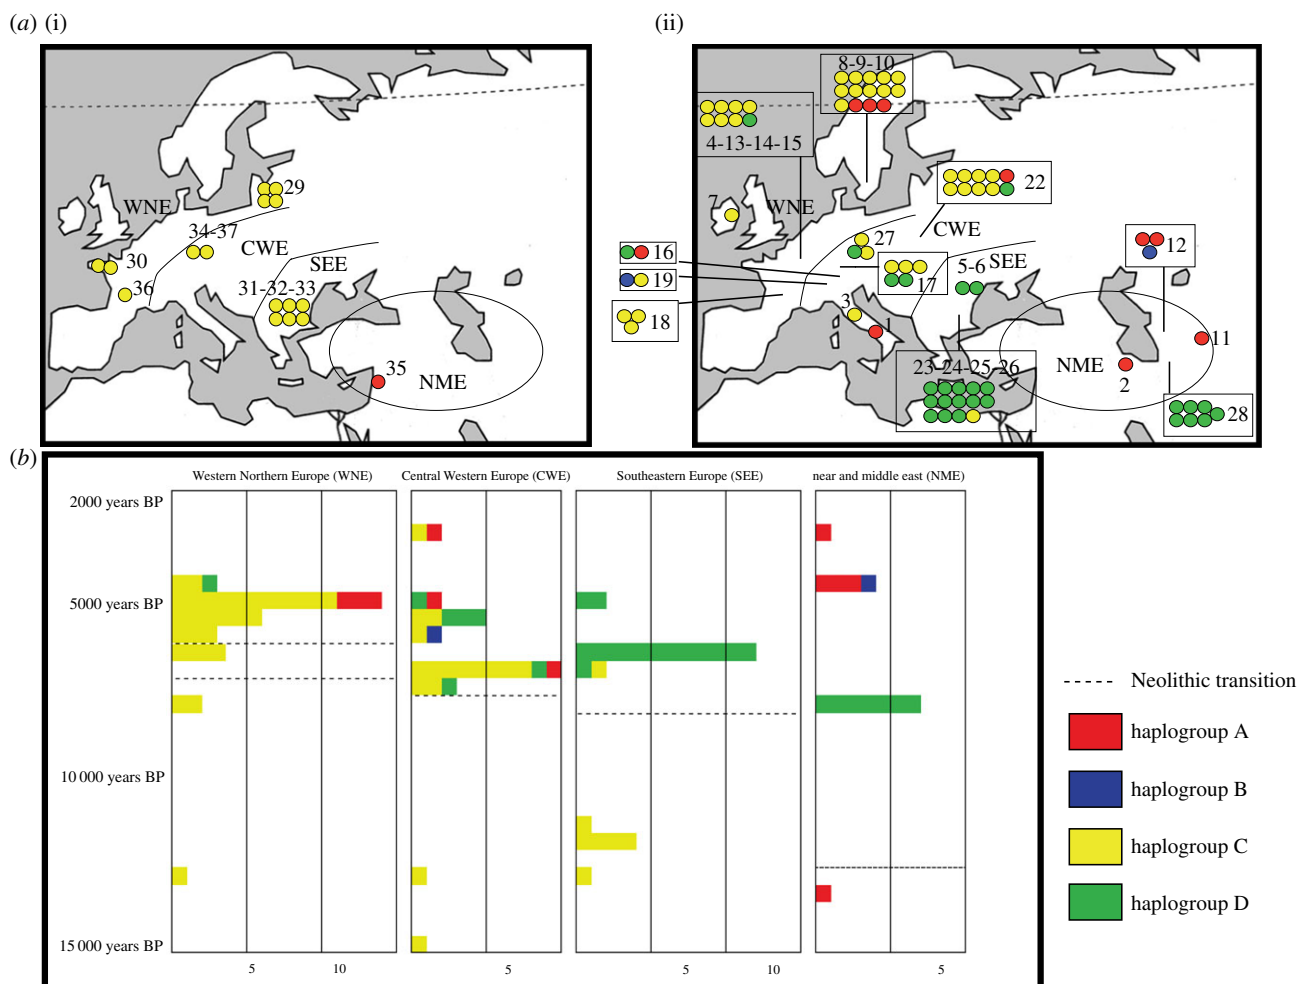 (a) (i)
(ii)
29
WNE
34-37
CWE
30
SEE
31-32-33
36
35
NME
8-9-10
4-13-14-15
22
7
WNE
CWE
27
12
16
SEE
5-6
19
17
3
18
1
11
NME
23-24-25-26
2
28
(b)
Western Northern Europe (WNE)
Central Western Europe (CWE)
Southeastern Europe (SEE)
near and middle east (NME)
2000 years BP
5000 years BP
10 000 years BP
15 000 years BP
5
10
5
5
10
5
Neolithic transition
haplogroup A
haplogroup B
haplogroup C
haplogroup D